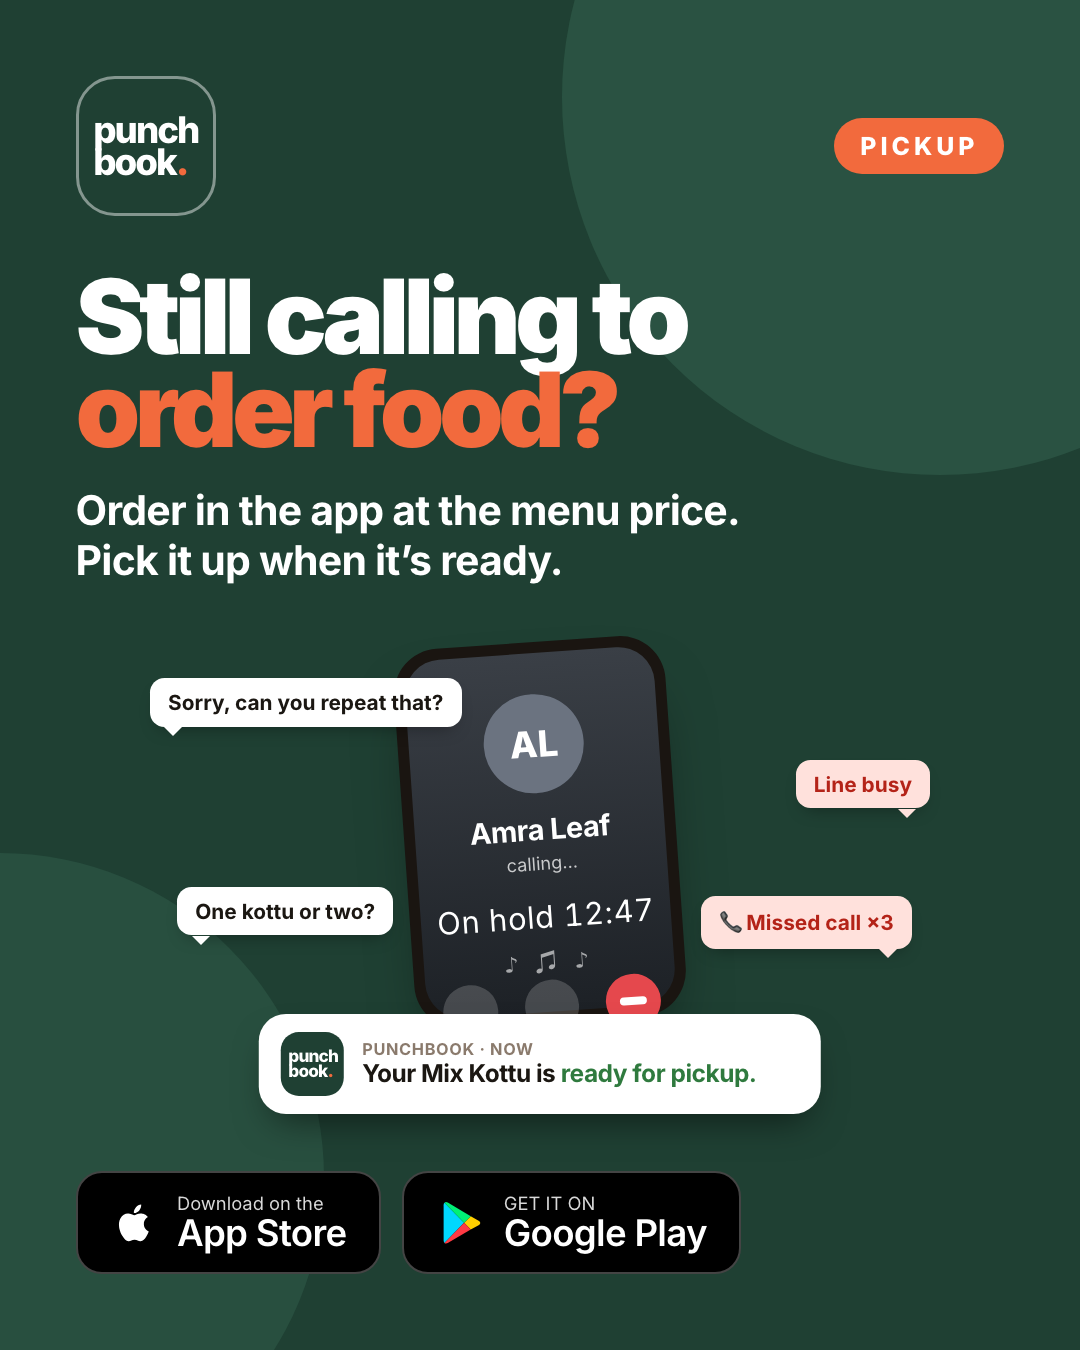 punch
book.
PICKUP
Still calling to
order food?
Order in the app at the menu price.
Pick it up when it’s ready.
Sorry, can you repeat that?
AL
Line busy
Amra Leaf
calling...
One kottu or two?
On hold 12:47
📞 Missed call ×3
♪ ♫ ♪
punch
book.
PUNCHBOOK · NOW
Your Mix Kottu is ready for pickup.
Download on the
App Store
GET IT ON
Google Play